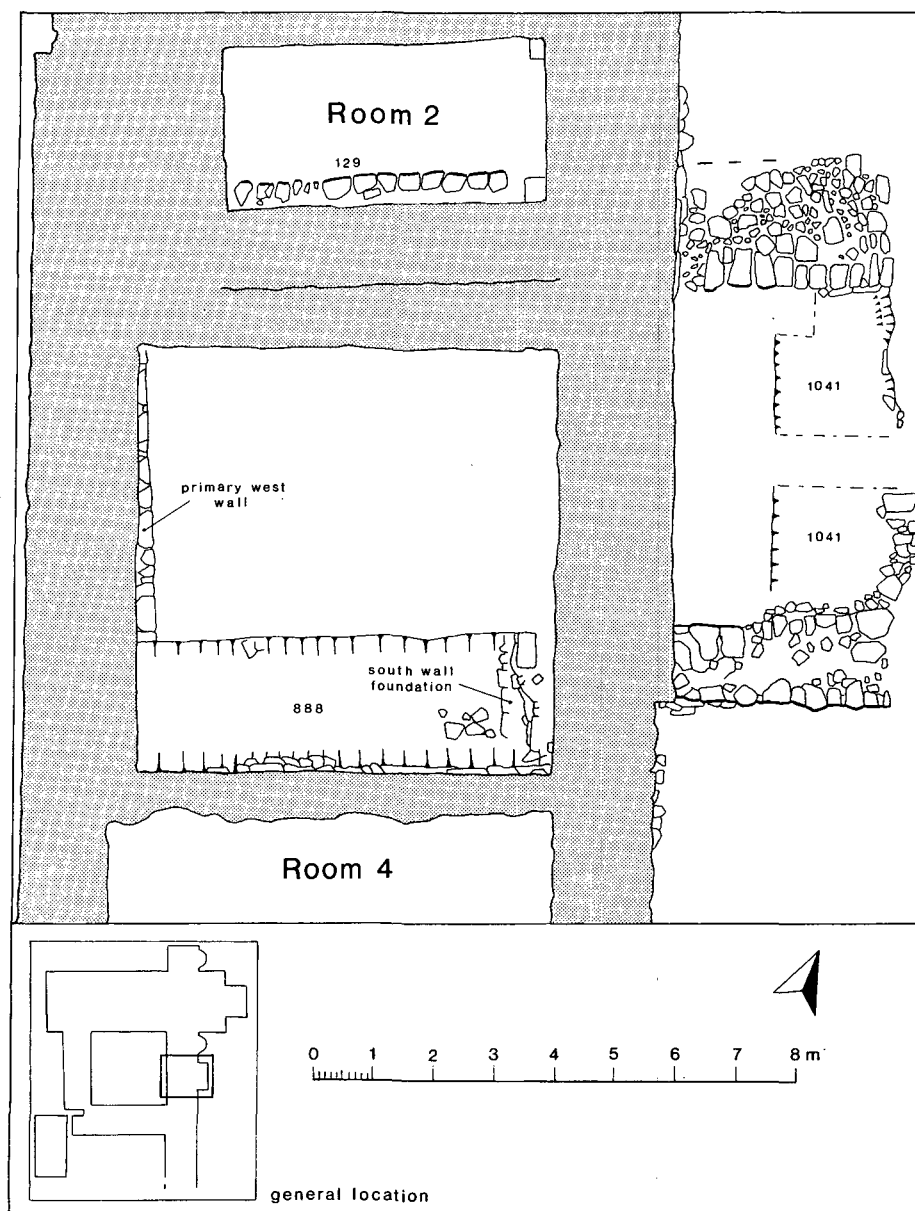 Room 2
129
1041
primary west
wall
1041
south wall
foundation
888
Room 4
0 1 2 3 4 5 6 7 8 m
general location